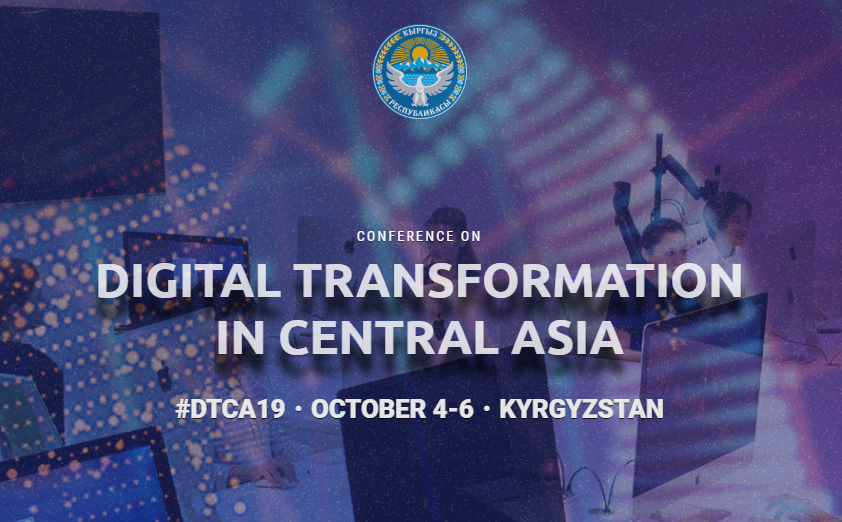 КЫРГЫЗ
РЕСПУБЛИКАСЫ
CONFERENCE ON
DIGITAL TRANSFORMATION
IN CENTRAL ASIA
#DTCA19 • OCTOBER 4-6 • KYRGYZSTAN